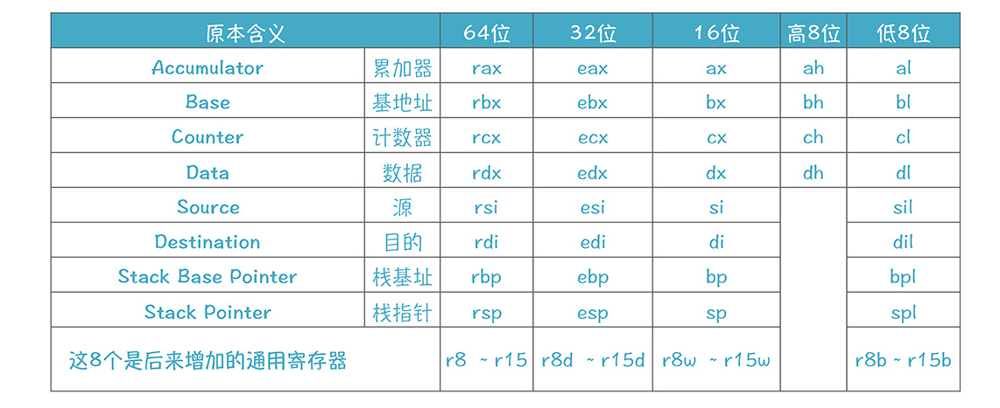 原本含义 64位 32位 16位 高8位 低8位
Accumulator 累加器 rax eax ax ah al
Base 基地址 rbx ebx bx bh bl
Counter 计数器 rcx ecx cx ch cl
Data 数据 rdx edx dx dh dl
Source 源 rsi esi si sil
Destination 目的 rdi edi di dil
Stack Base Pointer 栈基址 rbp ebp bp bpl
Stack Pointer 栈指针 rsp esp sp spl
这8个是后来增加的通用寄存器 r8 ~ r15 r8d ~ r15d r8w ~ r15w r8b ~ r15b